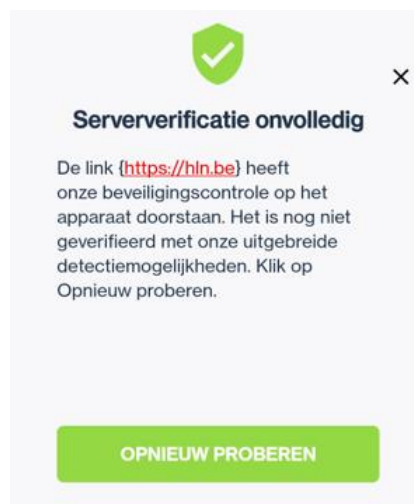 Serververificatie onvolledig
De link {https://hln.be} heeft
onze beveiligingscontrole op het
apparaat doorstaan. Het is nog niet
geverifieerd met onze uitgebreide
detectiemogelijkheden. Klik op
Opnieuw proberen.
OPNIEUW PROBEREN